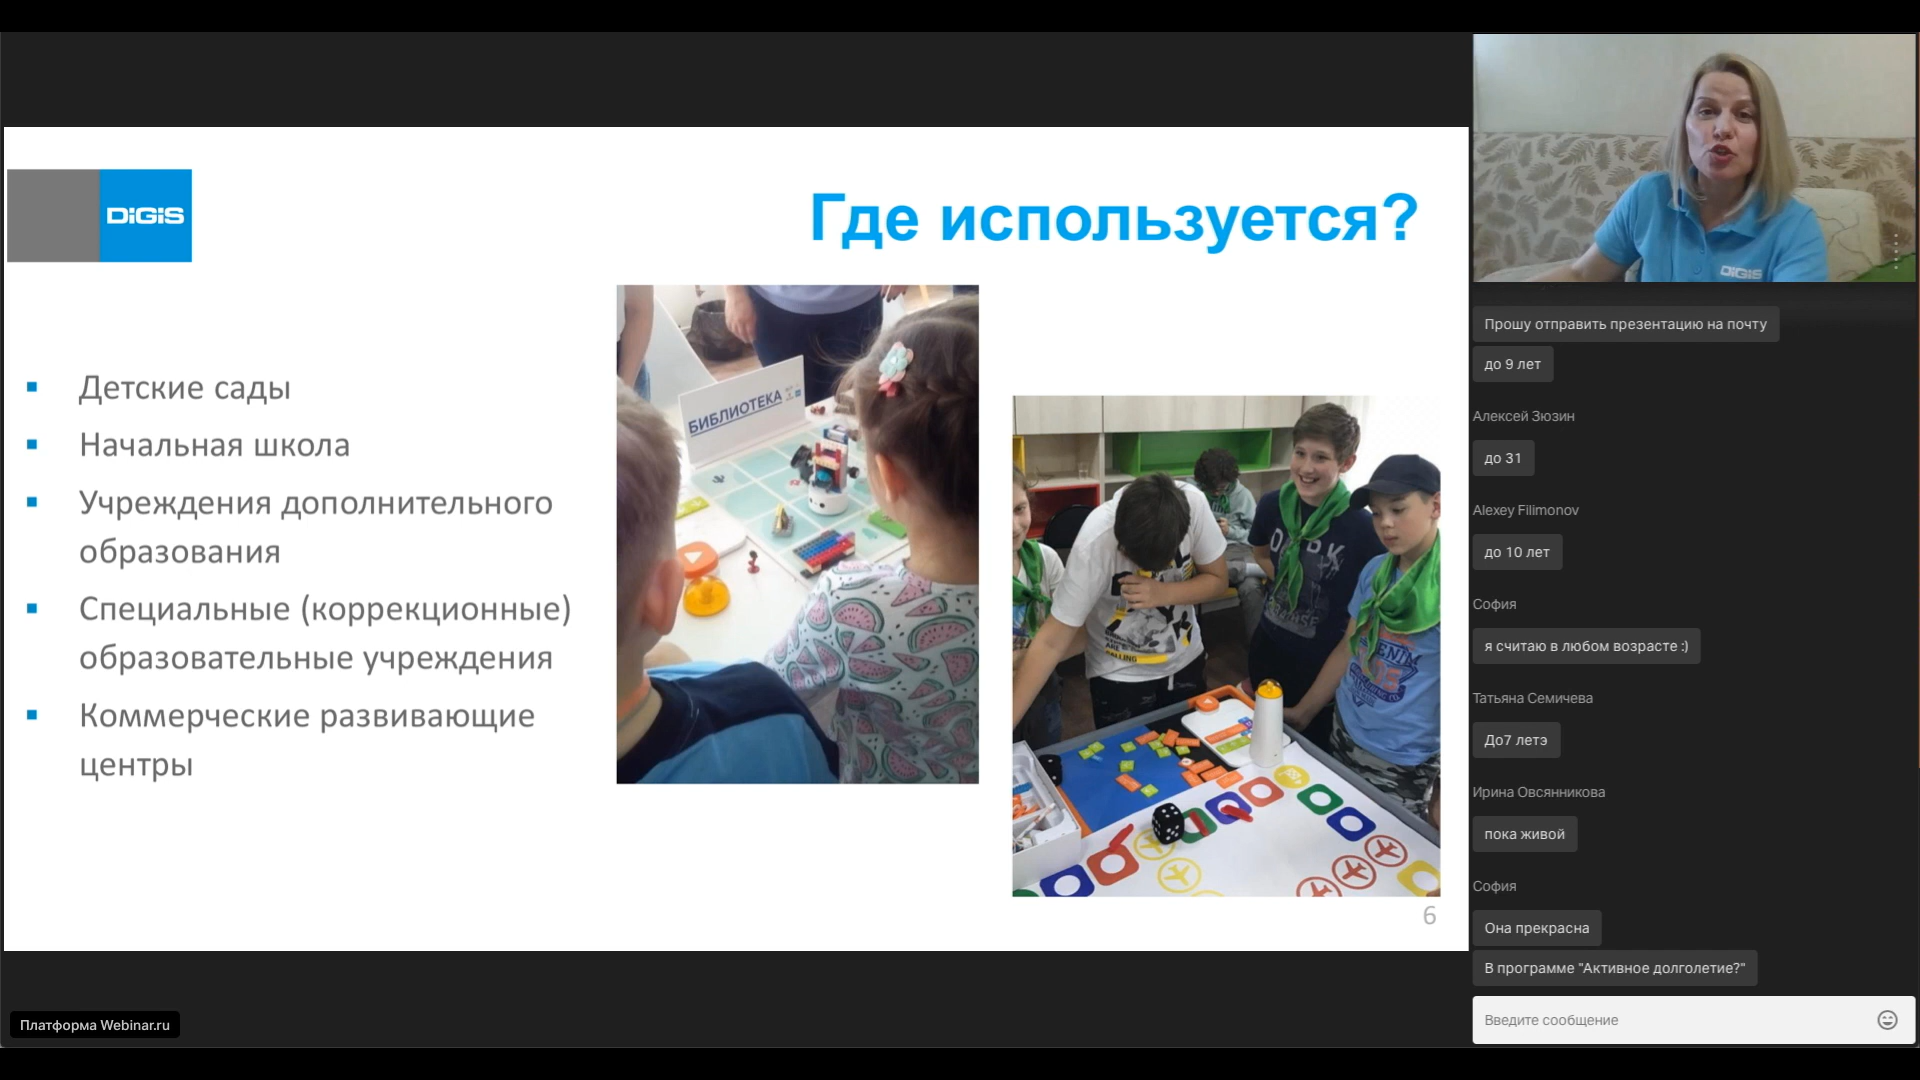 DiGiS
Где используется?
Детские сады
Начальная школа
Учреждения дополнительного
образования
Специальные (коррекционные)
образовательные учреждения
Коммерческие развивающие
центры
БИБЛИОТЕКА
6
Платформа Webinar.ru
DiGiS
Прошу отправить презентацию на почту
до 9 лет
Алексей Зюзин
до 31
Alexey Filimonov
до 10 лет
София
я считаю в любом возрасте :)
Татьяна Семичева
До7 летэ
Ирина Овсянникова
пока живой
София
Она прекрасна
В программе "Активное долголетие?"
Введите сообщение